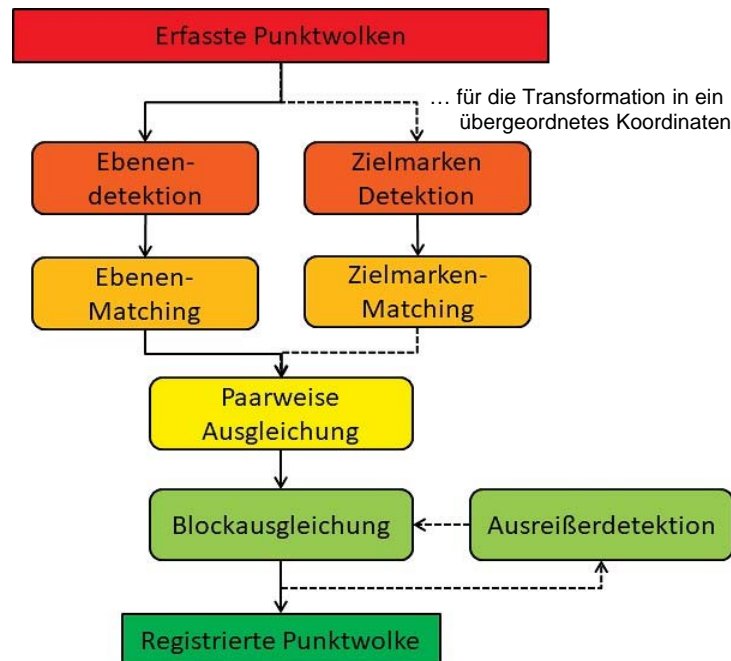 Erfasste Punktwolken
… für die Transformation in ein
übergeordnetes Koordinaten
Ebenen-
detektion
Zielmarken
Detektion
Ebenen-
Matching
Zielmarken-
Matching
Paarweise
Ausgleichung
Blockausgleichung
Ausreißerdetektion
Registrierte Punktwolke